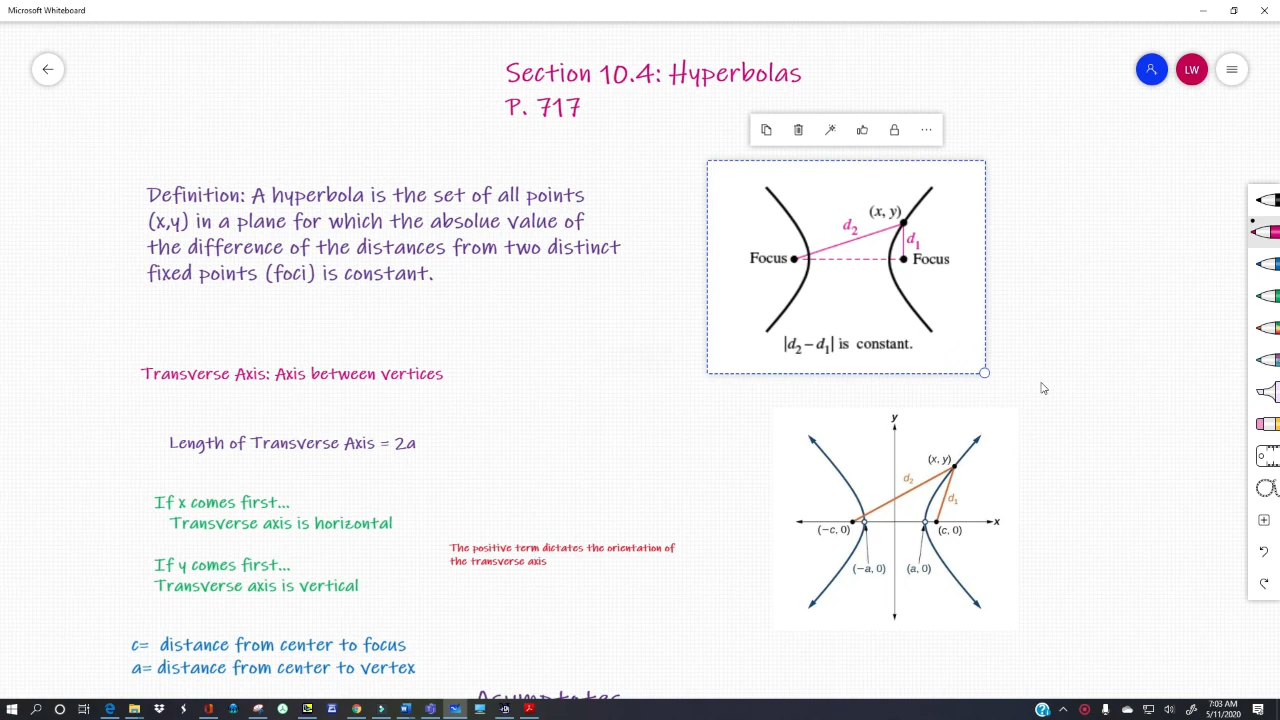 Microsoft Whiteboard
Section 10.4: Hyperbolas
P. 717
LW
Definition: A hyperbola is the set of all points
(x,y) in a plane for which the absolue value of
the difference of the distances from two distinct
fixed points (foci) is constant.
(x, y)
d₂
d₁
Focus
Focus
|d₂ – d₁| is constant.
Transverse Axis: Axis between vertices
Length of Transverse Axis = 2a
If x comes first...
Transverse axis is horizontal
If y comes first...
Transverse axis is vertical
The positive term dictates the orientation of
the transverse axis
y
(x, y)
d₂
d₁
x
(–c, 0)
(c, 0)
(–a, 0)
(a, 0)
c= distance from center to focus
a= distance from center to vertex
Asymptotes
7:03 AM
5/11/2020